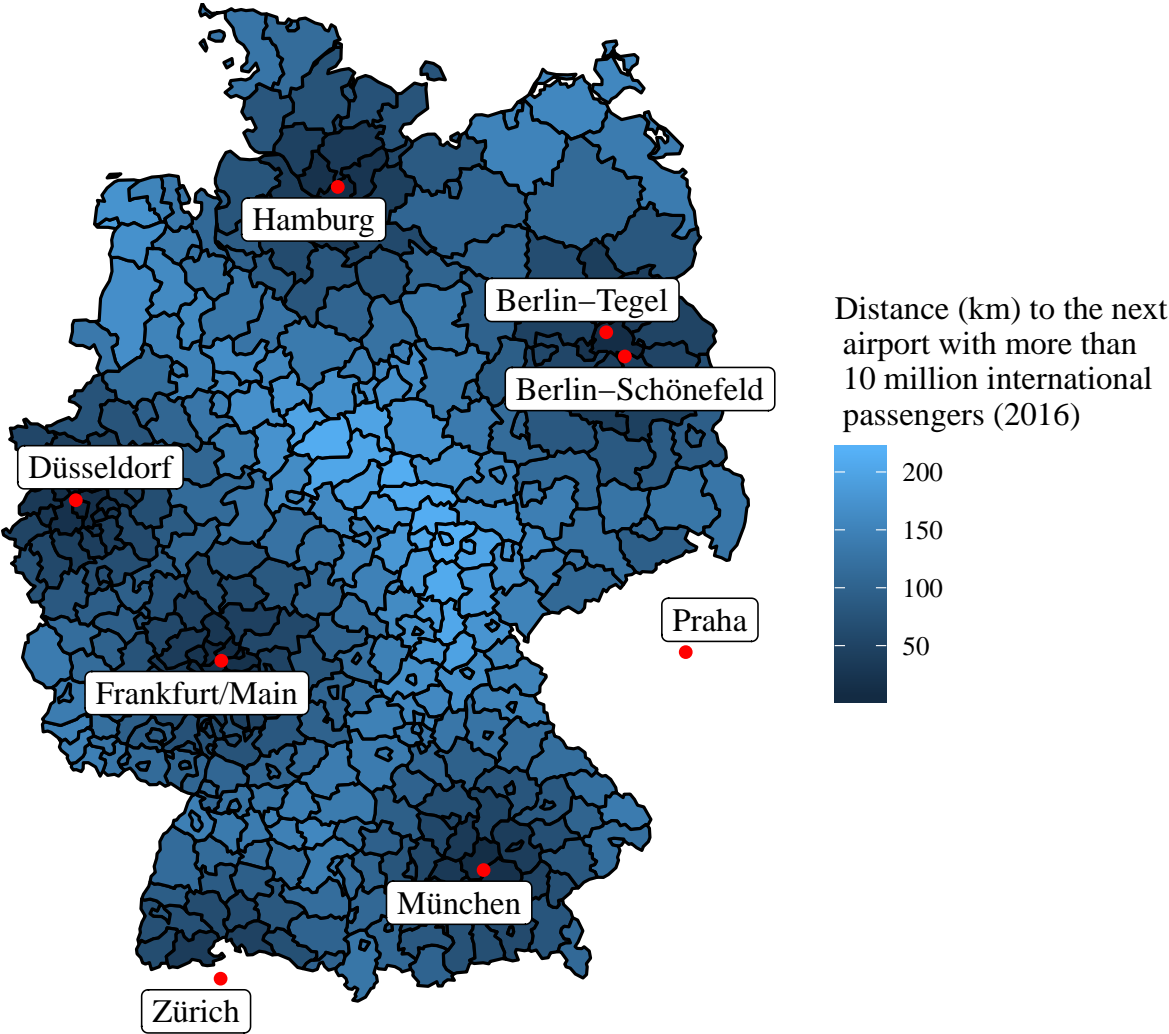 Hamburg
Berlin−Tegel
Berlin−Schönefeld
Düsseldorf
Praha
Frankfurt/Main
München
Zürich
Distance (km) to the next
airport with more than
10 million international
passengers (2016)
200
150
100
50